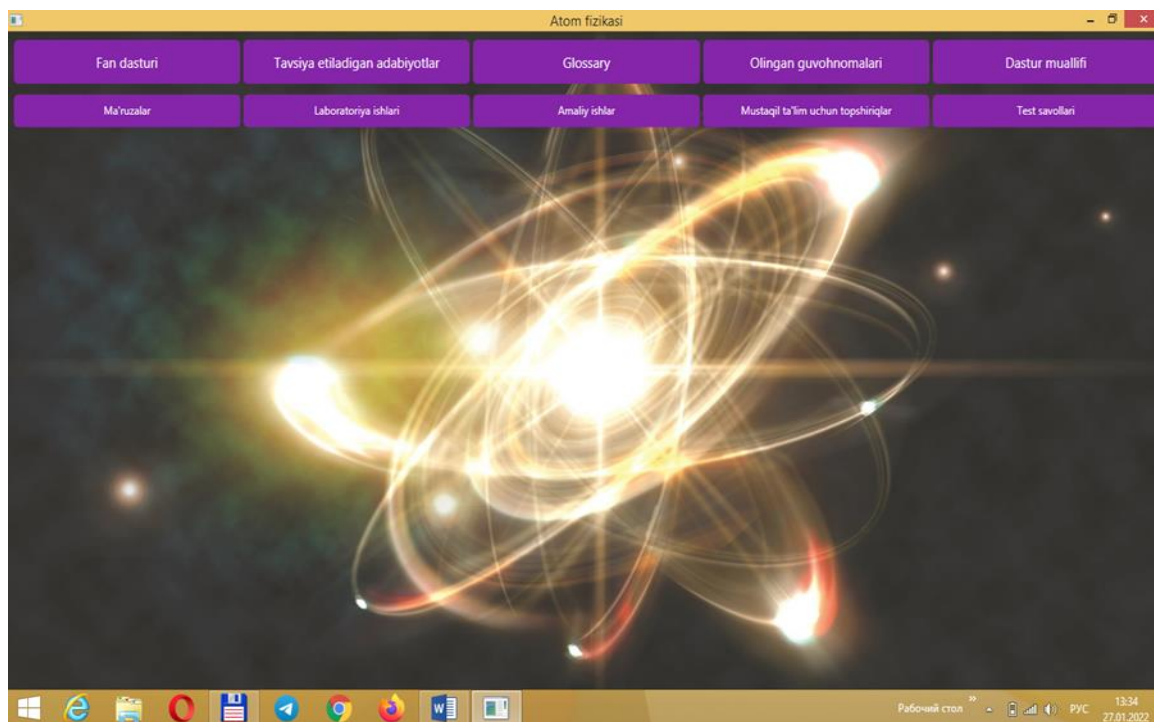 Atom fizikasi
Fan dasturi Tavsiya etiladigan adabiyotlar Glossary Olingan guvohnomalari Dastur muallifi
Ma'ruzalar Laboratoriya ishlari Amaliy ishlar Mustaqil ta'lim uchun topshiriqlar Test savollari
Рабочий стол » РУС 13:34
27.01.2022